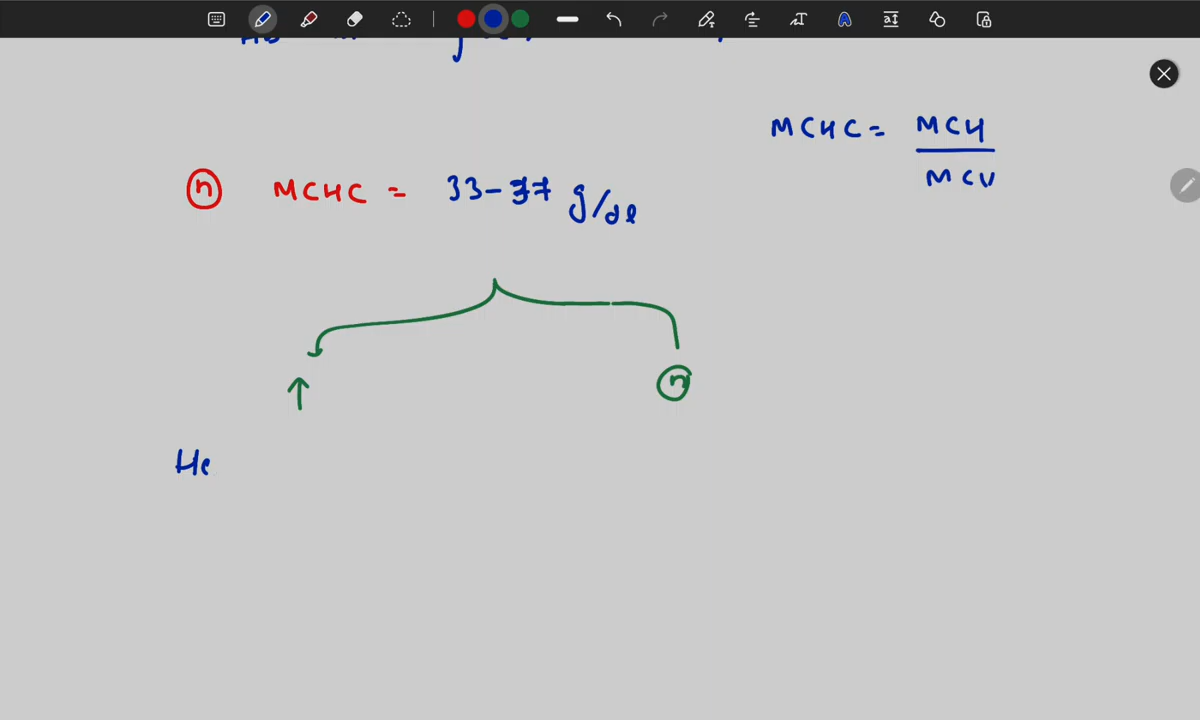 MCHC = MCH
MCV
n MCHC = 33-37 g/dl
↑ n
He